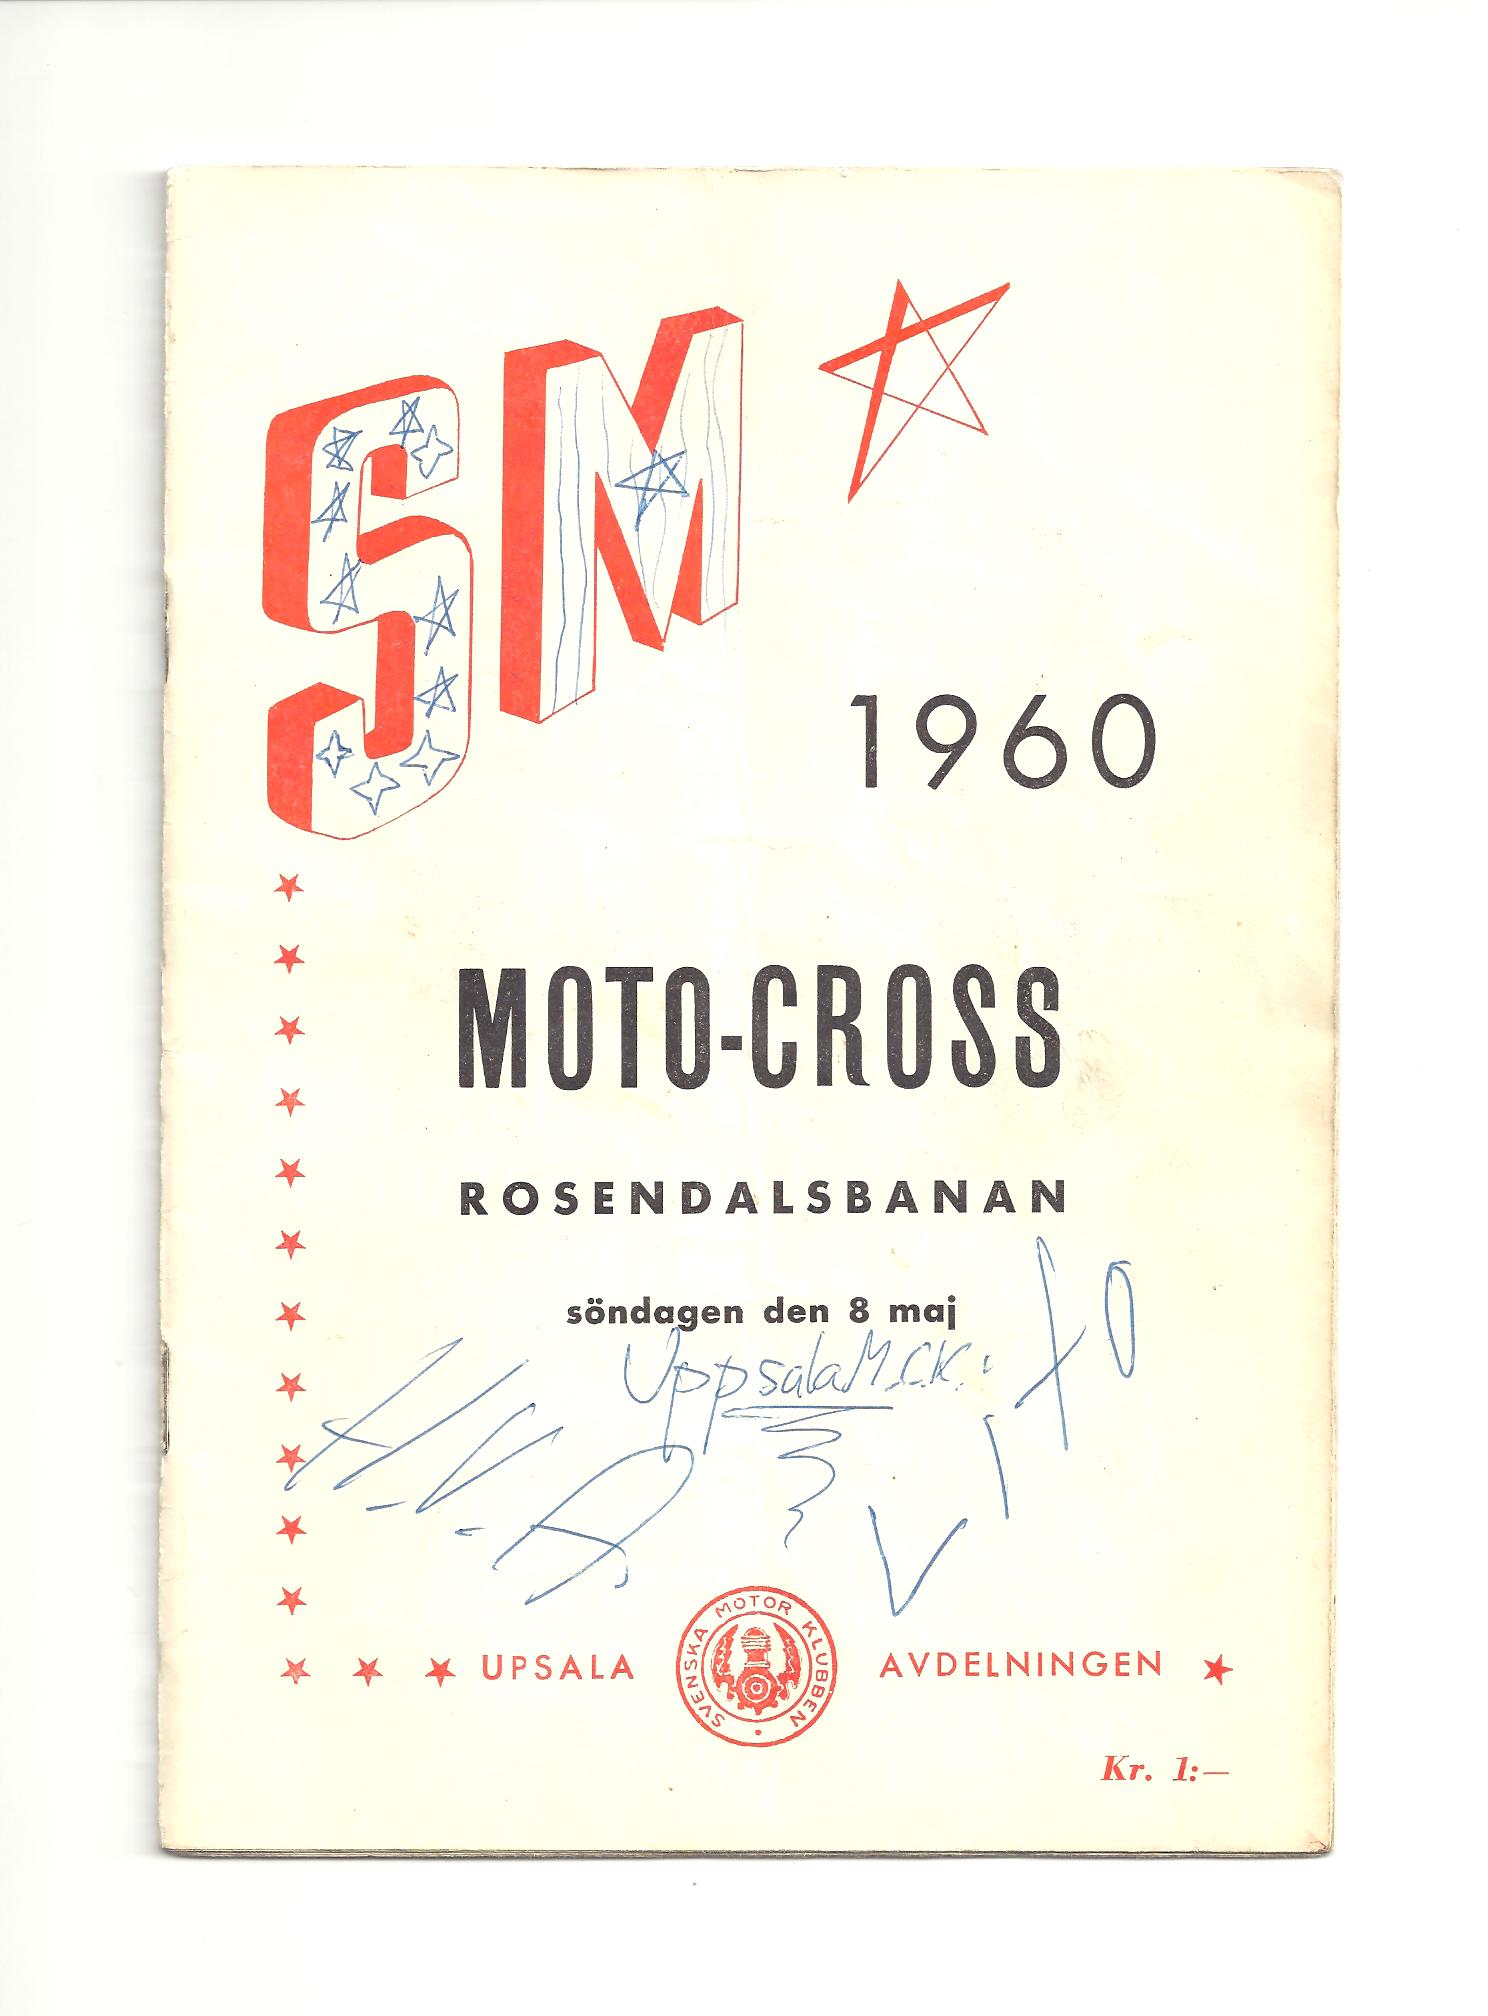 SM
1960
MOTO-CROSS
ROSENDALSBANAN
söndagen den 8 maj
Uppsala M.C.K.
UPSALA
SVENSKA MOTOR KLUBBEN
AVDELNINGEN
Kr. 1:—